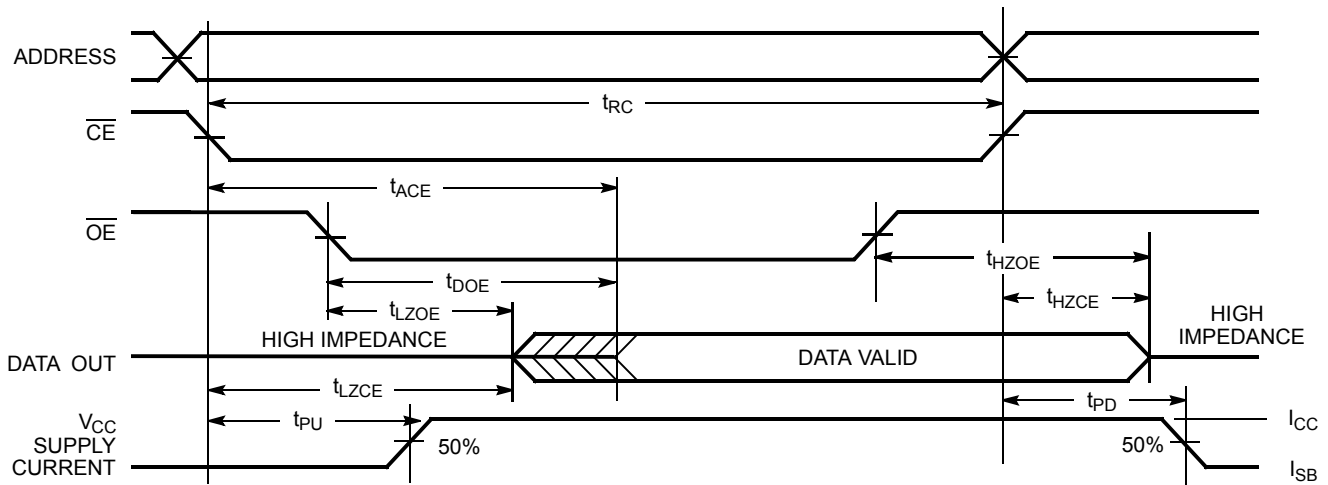 ADDRESS
tRC
CE
tACE
OE
tHZOE
tDOE
tHZCE
tLZOE
HIGH IMPEDANCE
HIGH
IMPEDANCE
DATA OUT
DATA VALID
tLZCE
tPD
VCC
SUPPLY
CURRENT
tPU
50%
50%
ICC
ISB